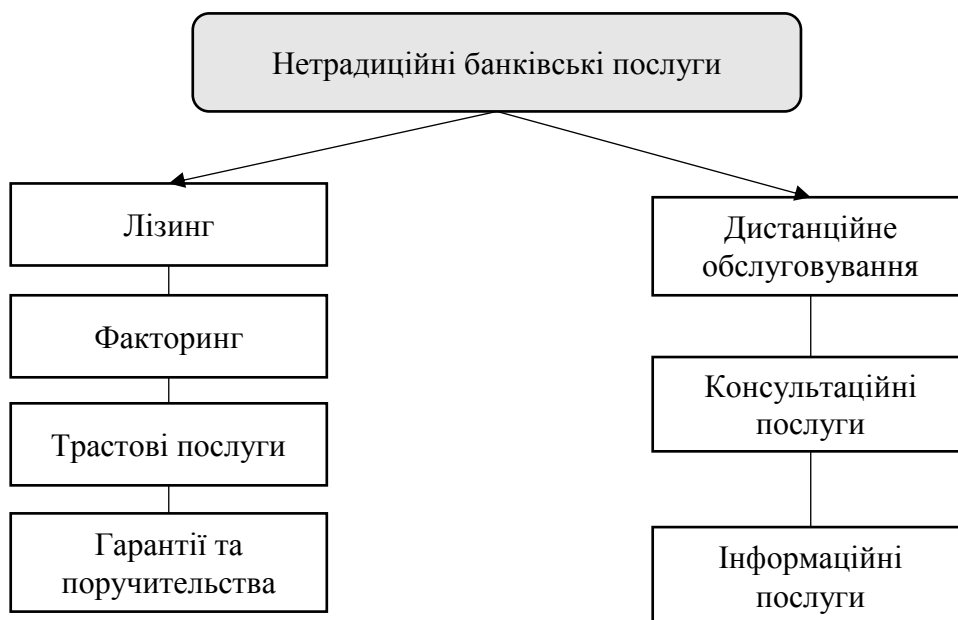 Нетрадиційні банківські послуги
Лізинг
Факторинг
Трастові послуги
Гарантії та
поручительства
Дистанційне
обслуговування
Консультаційні
послуги
Інформаційні
послуги